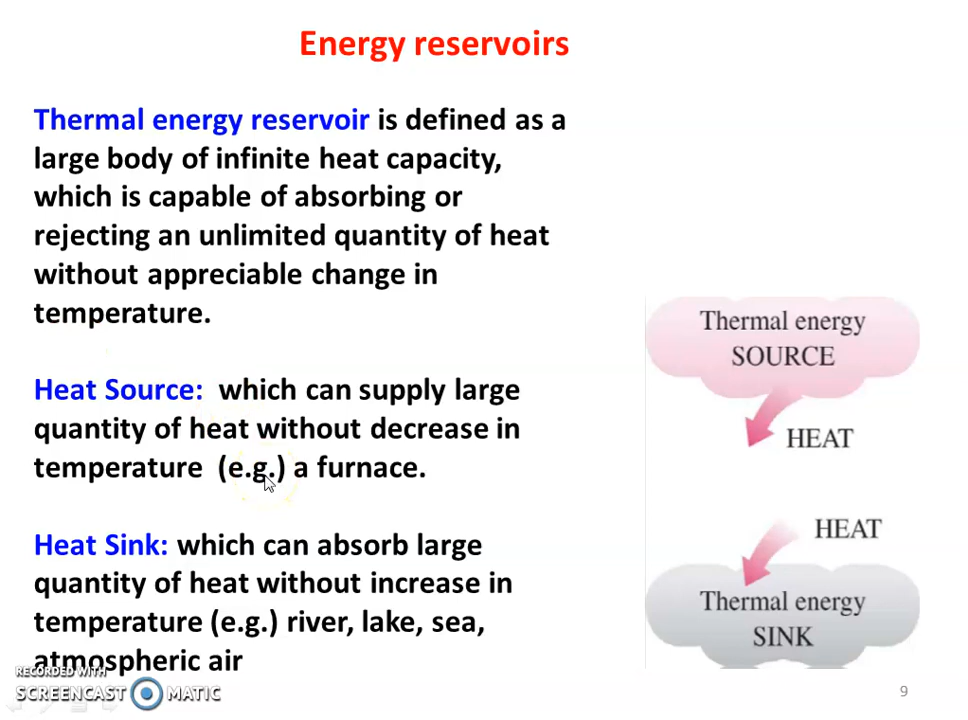 Energy reservoirs
Thermal energy reservoir is defined as a
large body of infinite heat capacity,
which is capable of absorbing or
rejecting an unlimited quantity of heat
without appreciable change in
temperature.
Heat Source: which can supply large
quantity of heat without decrease in
temperature (e.g.) a furnace.
Heat Sink: which can absorb large
quantity of heat without increase in
temperature (e.g.) river, lake, sea,
atmospheric air
Thermal energy
SOURCE
HEAT
HEAT
Thermal energy
SINK
RECORDED WITH
SCREENCAST MATIC
9